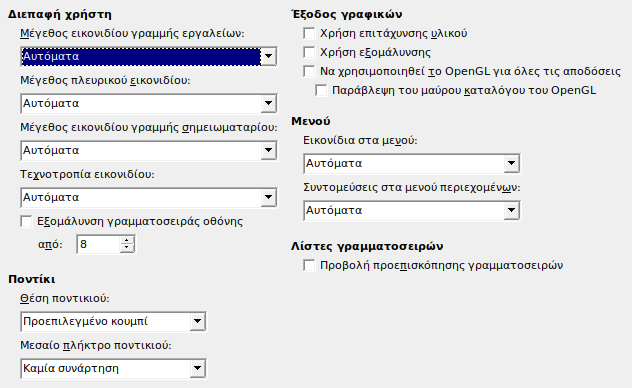 Διεπαφή χρήστη
Μέγεθος εικονιδίου γραμμής εργαλείων:
Αυτόματα
Μέγεθος πλευρικού εικονιδίου:
Αυτόματα
Μέγεθος εικονιδίου γραμμής σημειωματαρίου:
Αυτόματα
Τεχνοτροπία εικονιδίου:
Αυτόματα
Εξομάλυνση γραμματοσειράς οθόνης
από: 8
Ποντίκι
Θέση ποντικιού:
Προεπιλεγμένο κουμπί
Μεσαίο πλήκτρο ποντικιού:
Καμία συνάρτηση
Έξοδος γραφικών
Χρήση επιτάχυνσης υλικού
Χρήση εξομάλυνσης
Να χρησιμοποιηθεί το OpenGL για όλες τις αποδόσεις
Παράβλεψη του μαύρου καταλόγου του OpenGL
Μενού
Εικονίδια στα μενού:
Αυτόματα
Συντομεύσεις στα μενού περιεχομένων:
Αυτόματα
Λίστες γραμματοσειρών
Προβολή προεπισκόπησης γραμματοσειρών